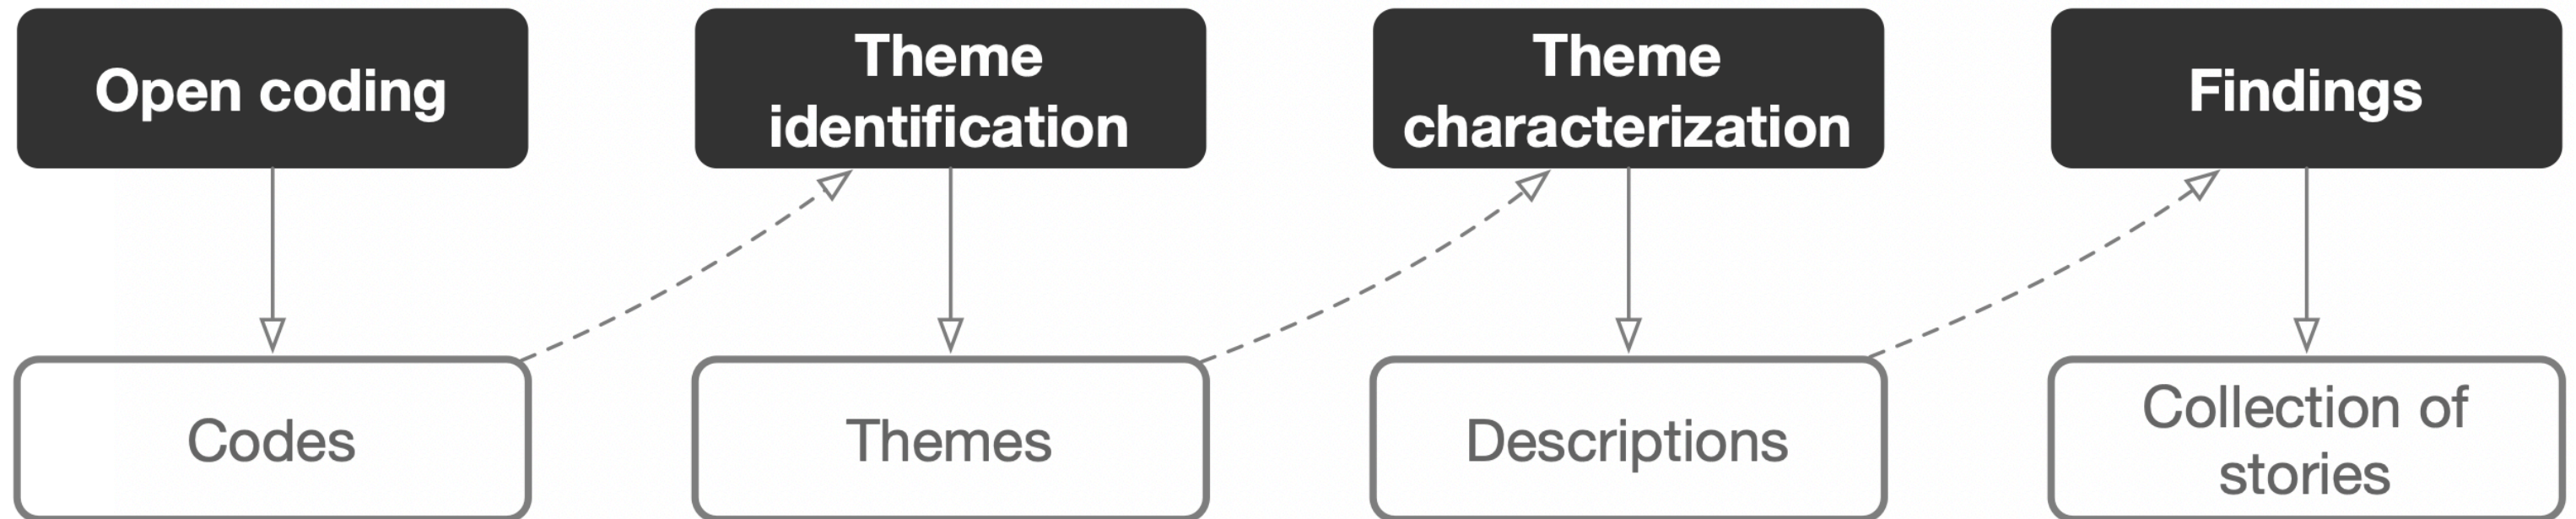 Open coding
Theme
identification
Theme
characterization
Findings
Codes
Themes
Descriptions
Collection of
stories